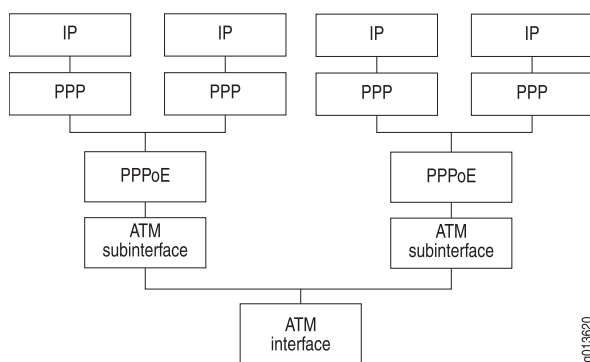 IP
IP
IP
IP
PPP
PPP
PPP
PPP
PPPoE
PPPoE
ATM
subinterface
ATM
subinterface
ATM
interface
g013620